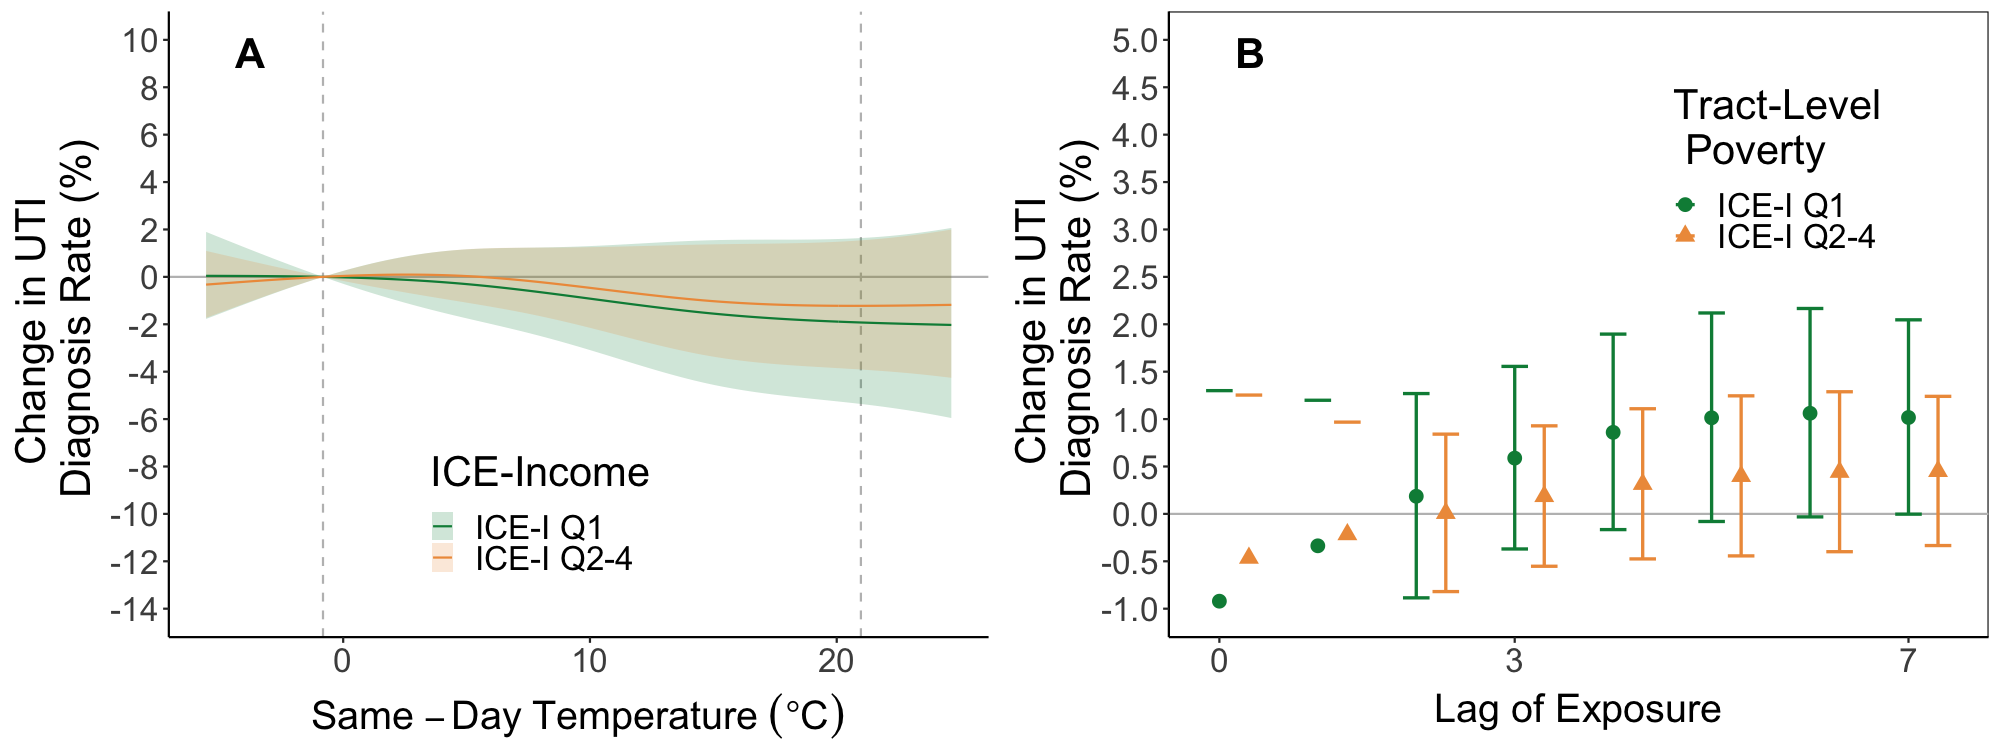 A
10
8
6
4
2
0
-2
-4
-6
-8
-10
-12
-14
Change in UTI
Diagnosis Rate (%)
ICE-Income
ICE-I Q1
ICE-I Q2-4
0
10
20
Same – Day Temperature (°C)
B
5.0
4.5
4.0
3.5
3.0
2.5
2.0
1.5
1.0
0.5
0.0
-0.5
-1.0
Change in UTI
Diagnosis Rate (%)
Tract-Level
Poverty
ICE-I Q1
ICE-I Q2-4
0
3
7
Lag of Exposure